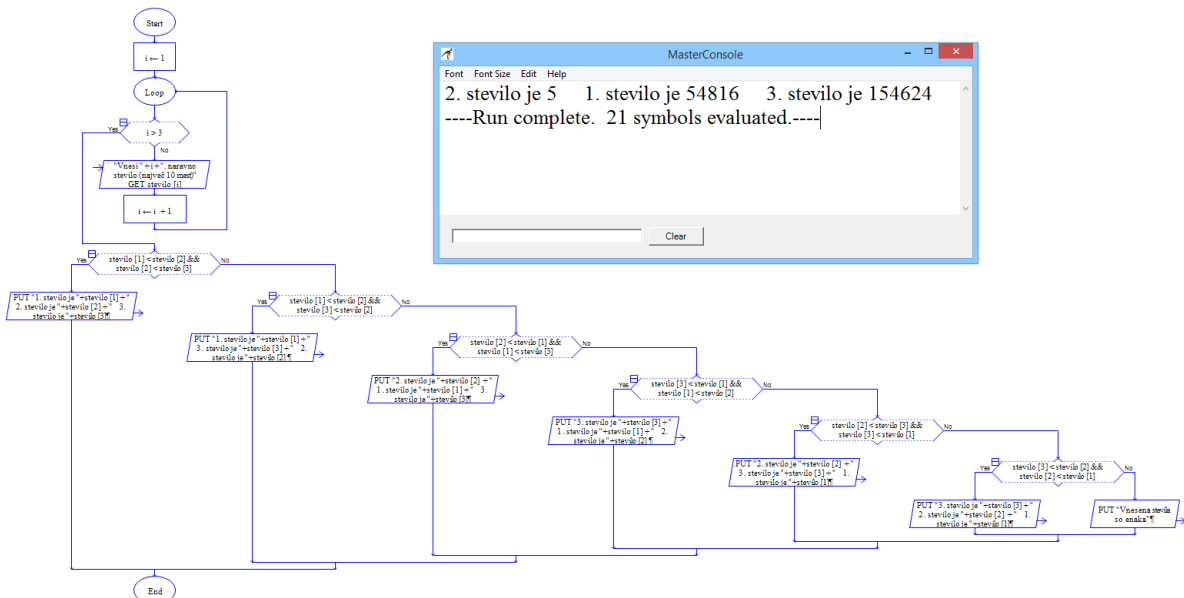 Start
i ← 1
Loop
Yes
i > 3
No
"Vnesi " +i+". naravno
stevilo (največ 10 mest)"
GET stevilo [i]
i ← i + 1
MasterConsole
Font Font Size Edit Help
2. stevilo je 5 1. stevilo je 54816 3. stevilo je 154624
----Run complete. 21 symbols evaluated.----
Clear
Yes
stevilo [1] < stevilo [2] &&
stevilo [2] < stevilo [3]
No
PUT "1. stevilo je "+stevilo [1] + "
2. stevilo je "+stevilo [2] + " 3.
stevilo je "+stevilo [3]¶
Yes
stevilo [1] < stevilo [2] &&
stevilo [3] < stevilo [2]
No
PUT "1. stevilo je "+stevilo [1] + "
3. stevilo je "+stevilo [3] + " 2.
stevilo je "+stevilo [2]¶
Yes
stevilo [2] < stevilo [1] &&
stevilo [1] < stevilo [3]
No
PUT "2. stevilo je "+stevilo [2] + "
1. stevilo je "+stevilo [1] + " 3.
stevilo je "+stevilo [3]¶
Yes
stevilo [3] < stevilo [1] &&
stevilo [1] < stevilo [2]
No
PUT "3. stevilo je "+stevilo [3] + "
1. stevilo je "+stevilo [1] + " 2.
stevilo je "+stevilo [2]¶
Yes
stevilo [2] < stevilo [3] &&
stevilo [3] < stevilo [1]
No
PUT "2. stevilo je "+stevilo [2] + "
3. stevilo je "+stevilo [3] + " 1.
stevilo je "+stevilo [1]¶
Yes
stevilo [3] < stevilo [2] &&
stevilo [2] < stevilo [1]
No
PUT "3. stevilo je "+stevilo [3] + "
2. stevilo je "+stevilo [2] + " 1.
stevilo je "+stevilo [1]¶
PUT "Vnesena stevila
so enaka"¶
End